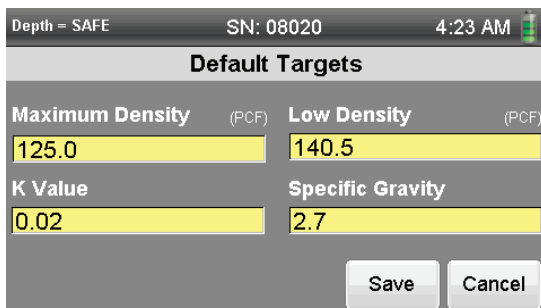 Depth = SAFE SN: 08020 4:23 AM
Default Targets
Maximum Density (PCF) Low Density (PCF)
125.0 140.5
K Value Specific Gravity
0.02 2.7
Save Cancel